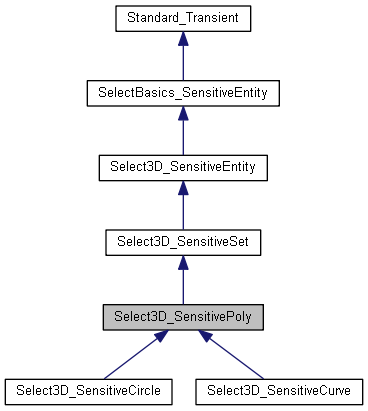 Standard_Transient
SelectBasics_SensitiveEntity
Select3D_SensitiveEntity
Select3D_SensitiveSet
Select3D_SensitivePoly
Select3D_SensitiveCircle
Select3D_SensitiveCurve